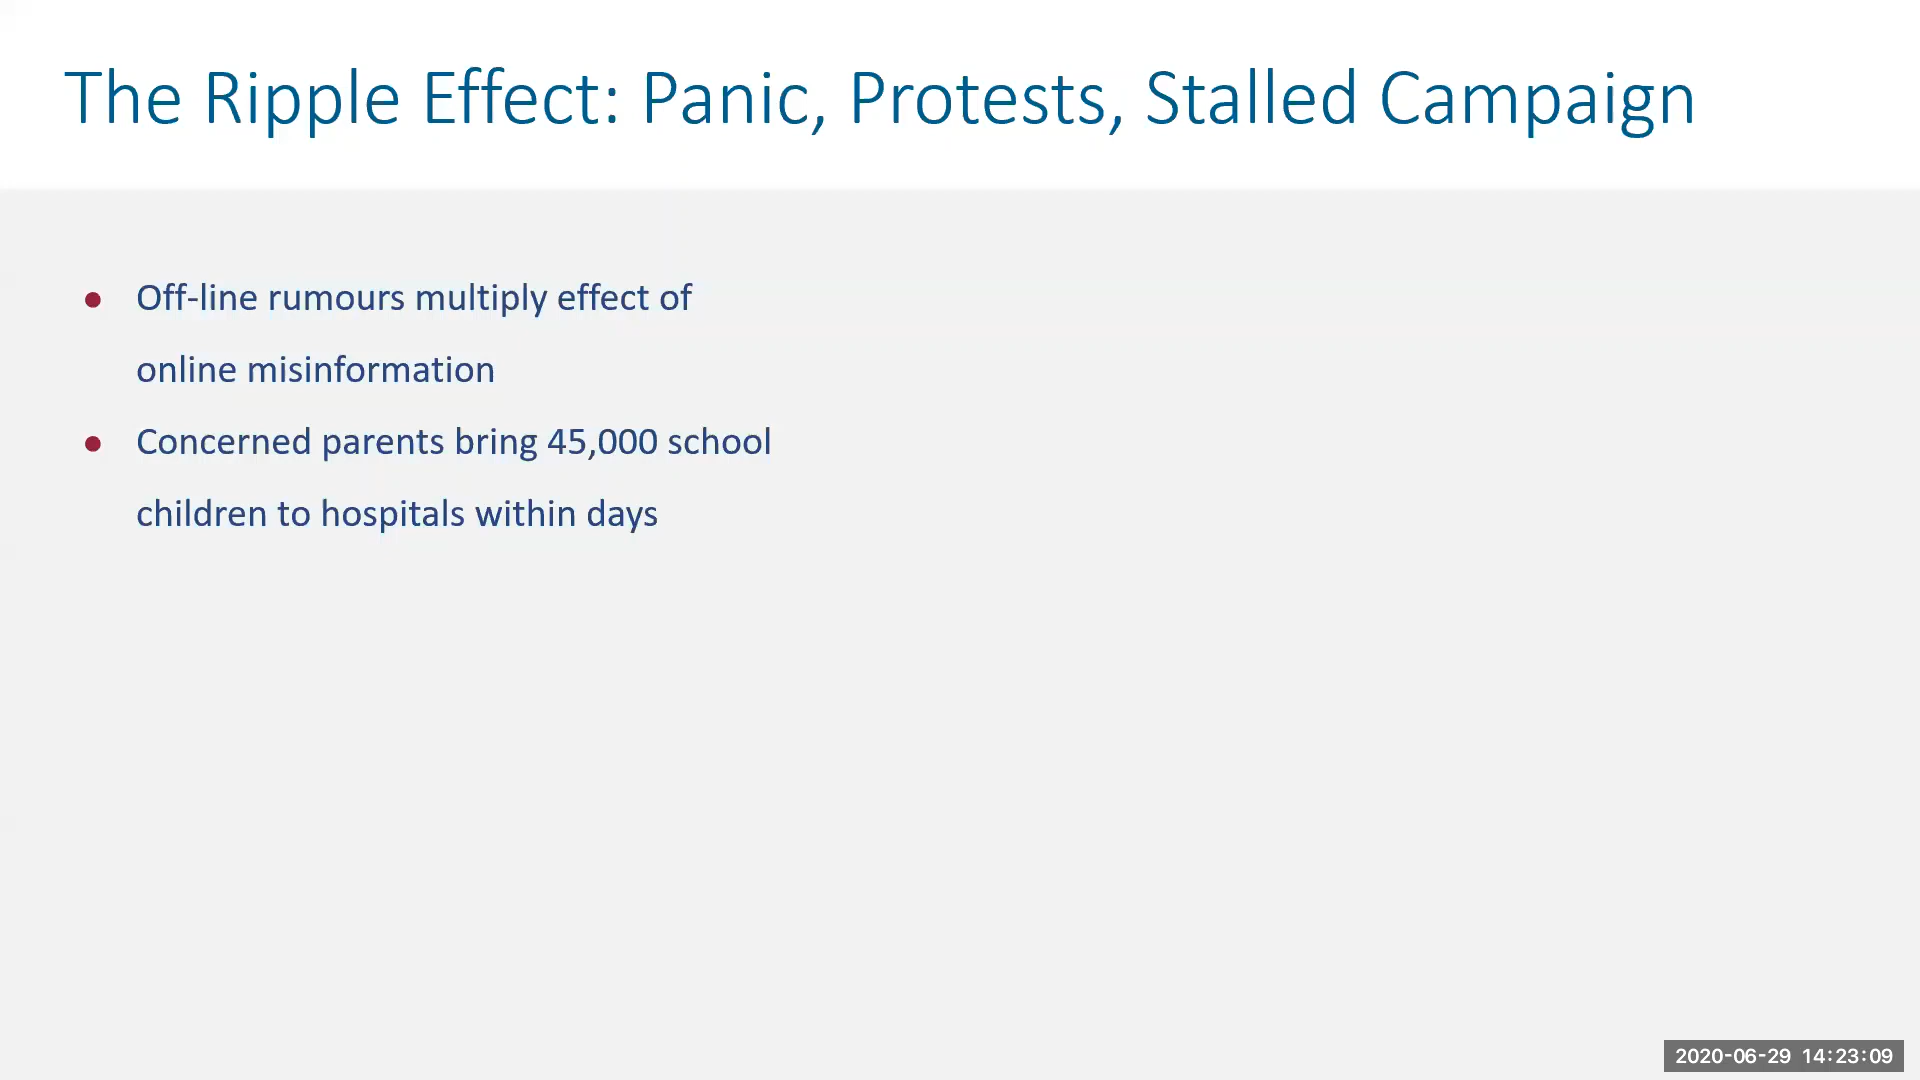 The Ripple Effect: Panic, Protests, Stalled Campaign
● Off-line rumours multiply effect of
online misinformation
● Concerned parents bring 45,000 school
children to hospitals within days
2020-06-29 14:23:09